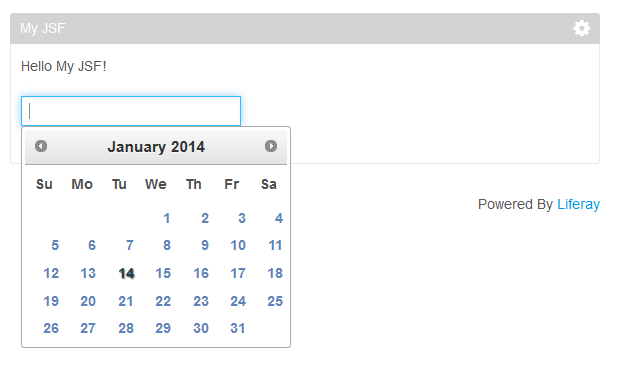 My JSF
Hello My JSF!
January 2014
Su Mo Tu We Th Fr Sa
1 2 3 4
5 6 7 8 9 10 11
12 13 14 15 16 17 18
19 20 21 22 23 24 25
26 27 28 29 30 31
Powered By Liferay